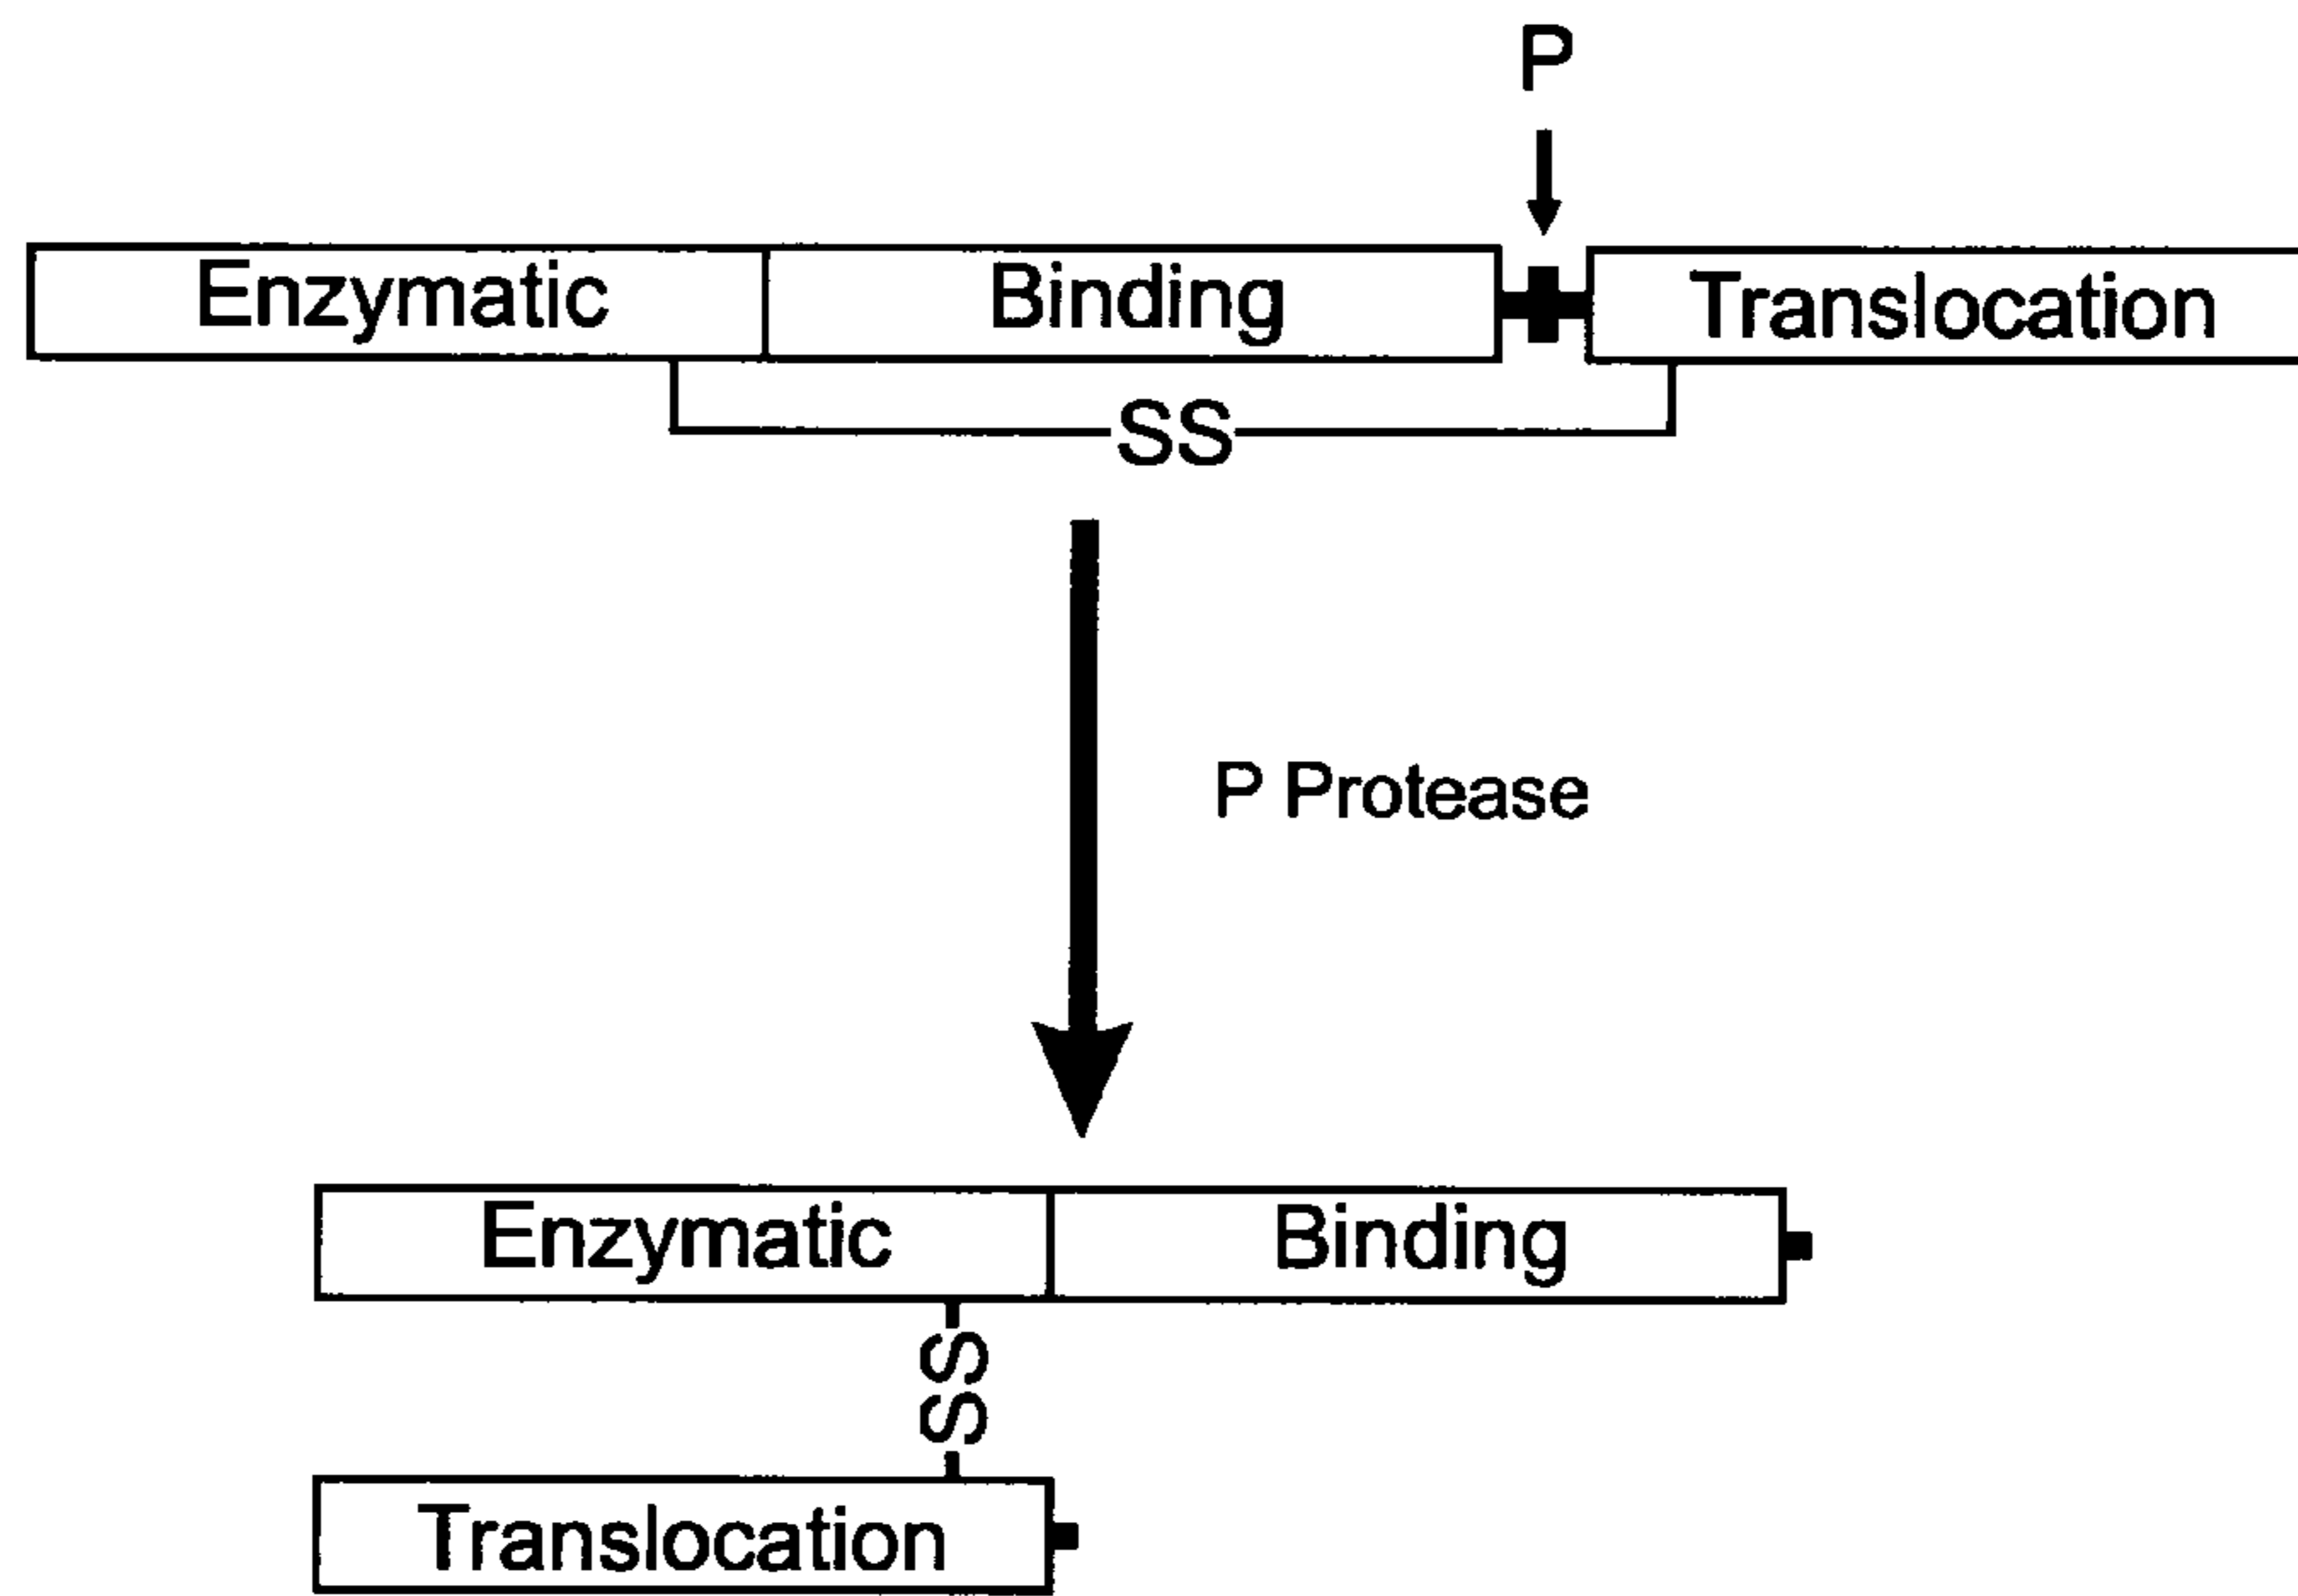 P
Enzymatic Binding Translocation
SS
P Protease
Enzymatic Binding
SS
Translocation